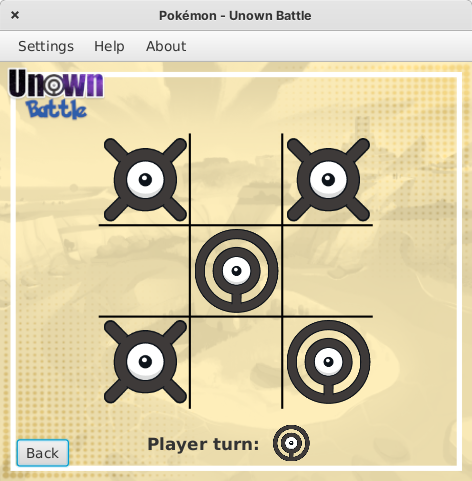 Pokémon - Unown Battle
Settings Help About
Unown
Battle
Player turn:
Back